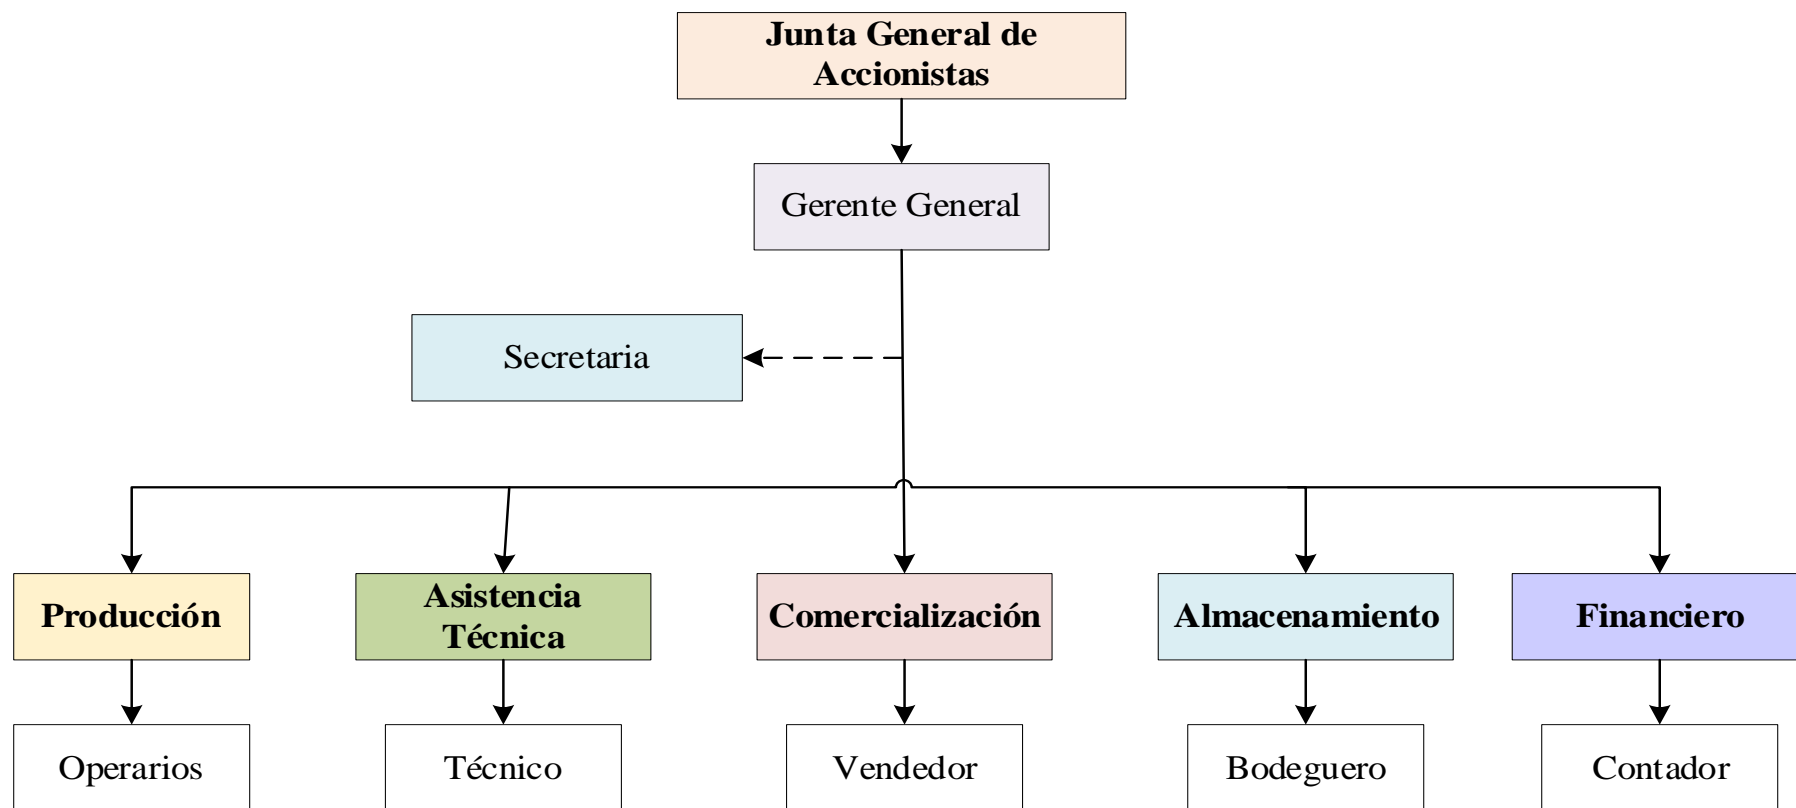 Junta General de
Accionistas
Gerente General
Secretaria
Producción
Asistencia
Técnica
Comercialización
Almacenamiento
Financiero
Operarios
Técnico
Vendedor
Bodeguero
Contador